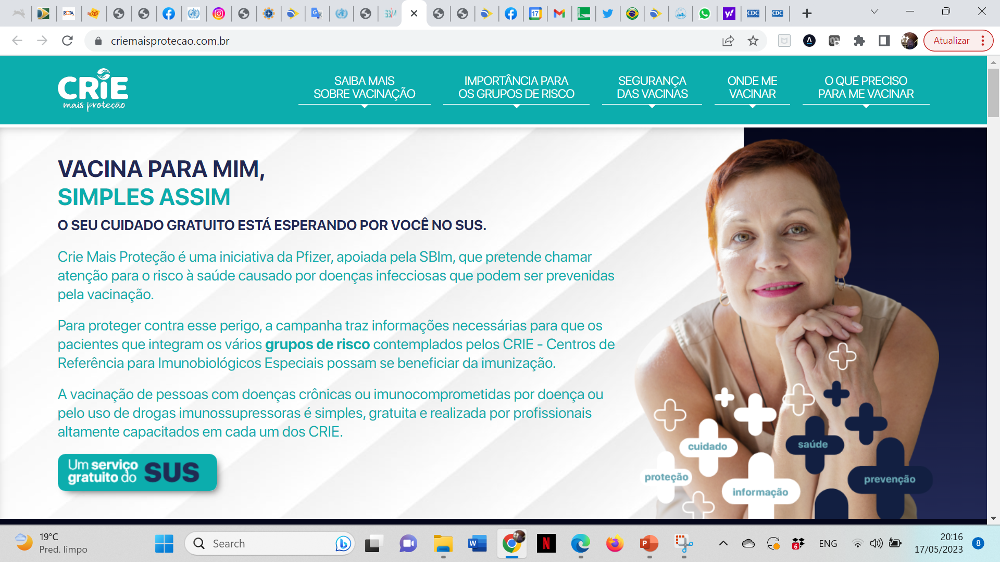 criemaisprotecao.com.br
Atualizar
CRIE
mais proteção
SAIBA MAIS
SOBRE VACINAÇÃO
IMPORTÂNCIA PARA
OS GRUPOS DE RISCO
SEGURANÇA
DAS VACINAS
ONDE ME
VACINAR
O QUE PRECISO
PARA ME VACINAR
VACINA PARA MIM,
SIMPLES ASSIM
O SEU CUIDADO GRATUITO ESTÁ ESPERANDO POR VOCÊ NO SUS.
Crie Mais Proteção é uma iniciativa da Pfizer, apoiada pela SBIm, que pretende chamar
atenção para o risco à saúde causado por doenças infecciosas que podem ser prevenidas
pela vacinação.
Para proteger contra esse perigo, a campanha traz informações necessárias para que os
pacientes que integram os vários grupos de risco contemplados pelos CRIE - Centros de
Referência para Imunobiológicos Especiais possam se beneficiar da imunização.
A vacinação de pessoas com doenças crônicas ou imunocomprometidas por doença ou
pelo uso de drogas imunossupressoras é simples, gratuita e realizada por profissionais
altamente capacitados em cada um dos CRIE.
Um serviço
gratuito do SUS
cuidado
saúde
proteção
informação
prevenção
19°C
Pred. limpo
Search
ENG
20:16
17/05/2023
8